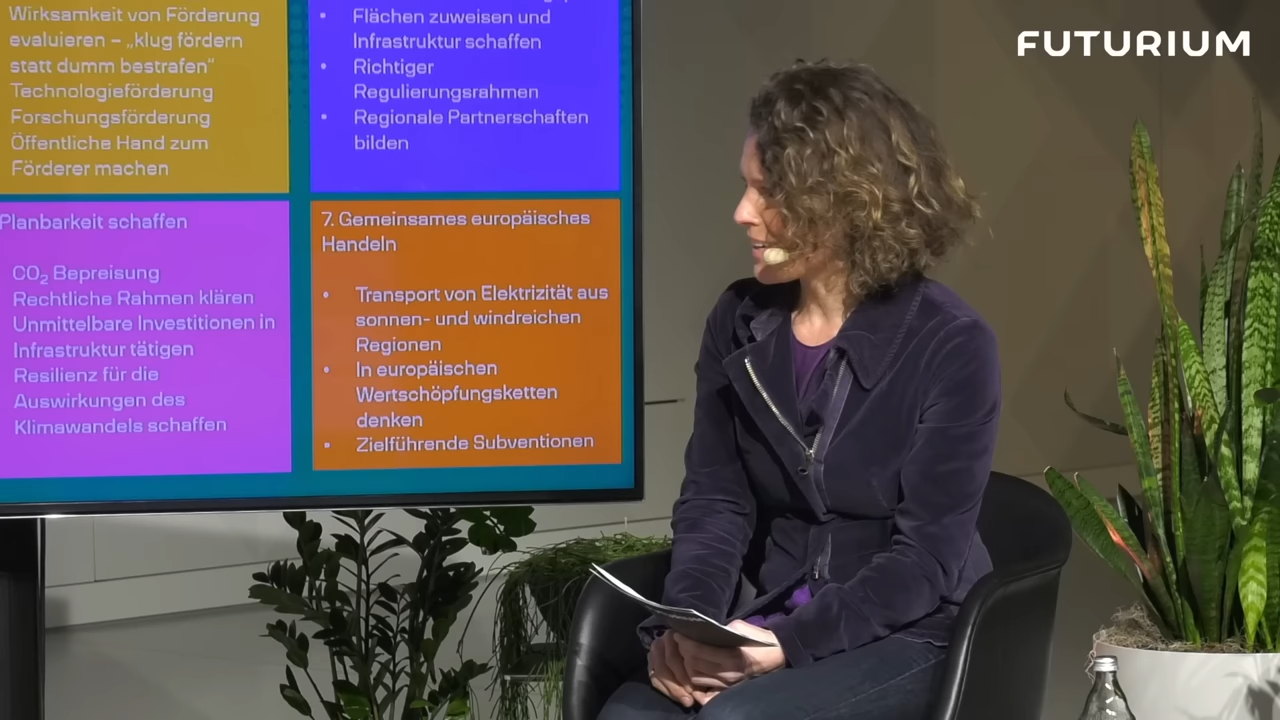 FUTURIUM
Wirksamkeit von Förderung
evaluieren – „klug fördern
statt dumm bestrafen“
Technologieförderung
Forschungsförderung
Öffentliche Hand zum
Förderer machen
• Flächen zuweisen und
Infrastruktur schaffen
• Richtiger
Regulierungsrahmen
• Regionale Partnerschaften
bilden
Planbarkeit schaffen
CO₂ Bepreisung
Rechtliche Rahmen klären
Unmittelbare Investitionen in
Infrastruktur tätigen
Resilienz für die
Auswirkungen des
Klimawandels schaffen
7. Gemeinsames europäisches
Handeln
• Transport von Elektrizität aus
sonnen- und windreichen
Regionen
• In europäischen
Wertschöpfungsketten
denken
• Zielführende Subventionen